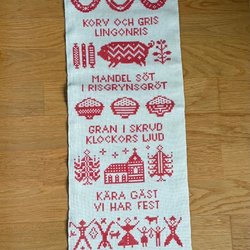 KORV OCH GRIS
LINGONRIS
MANDEL SÖT
I RISGRYNSGRÖT
GRAN I SKRUD
KLOCKORS LJUD
KÄRA GÄST
VI HAR FEST